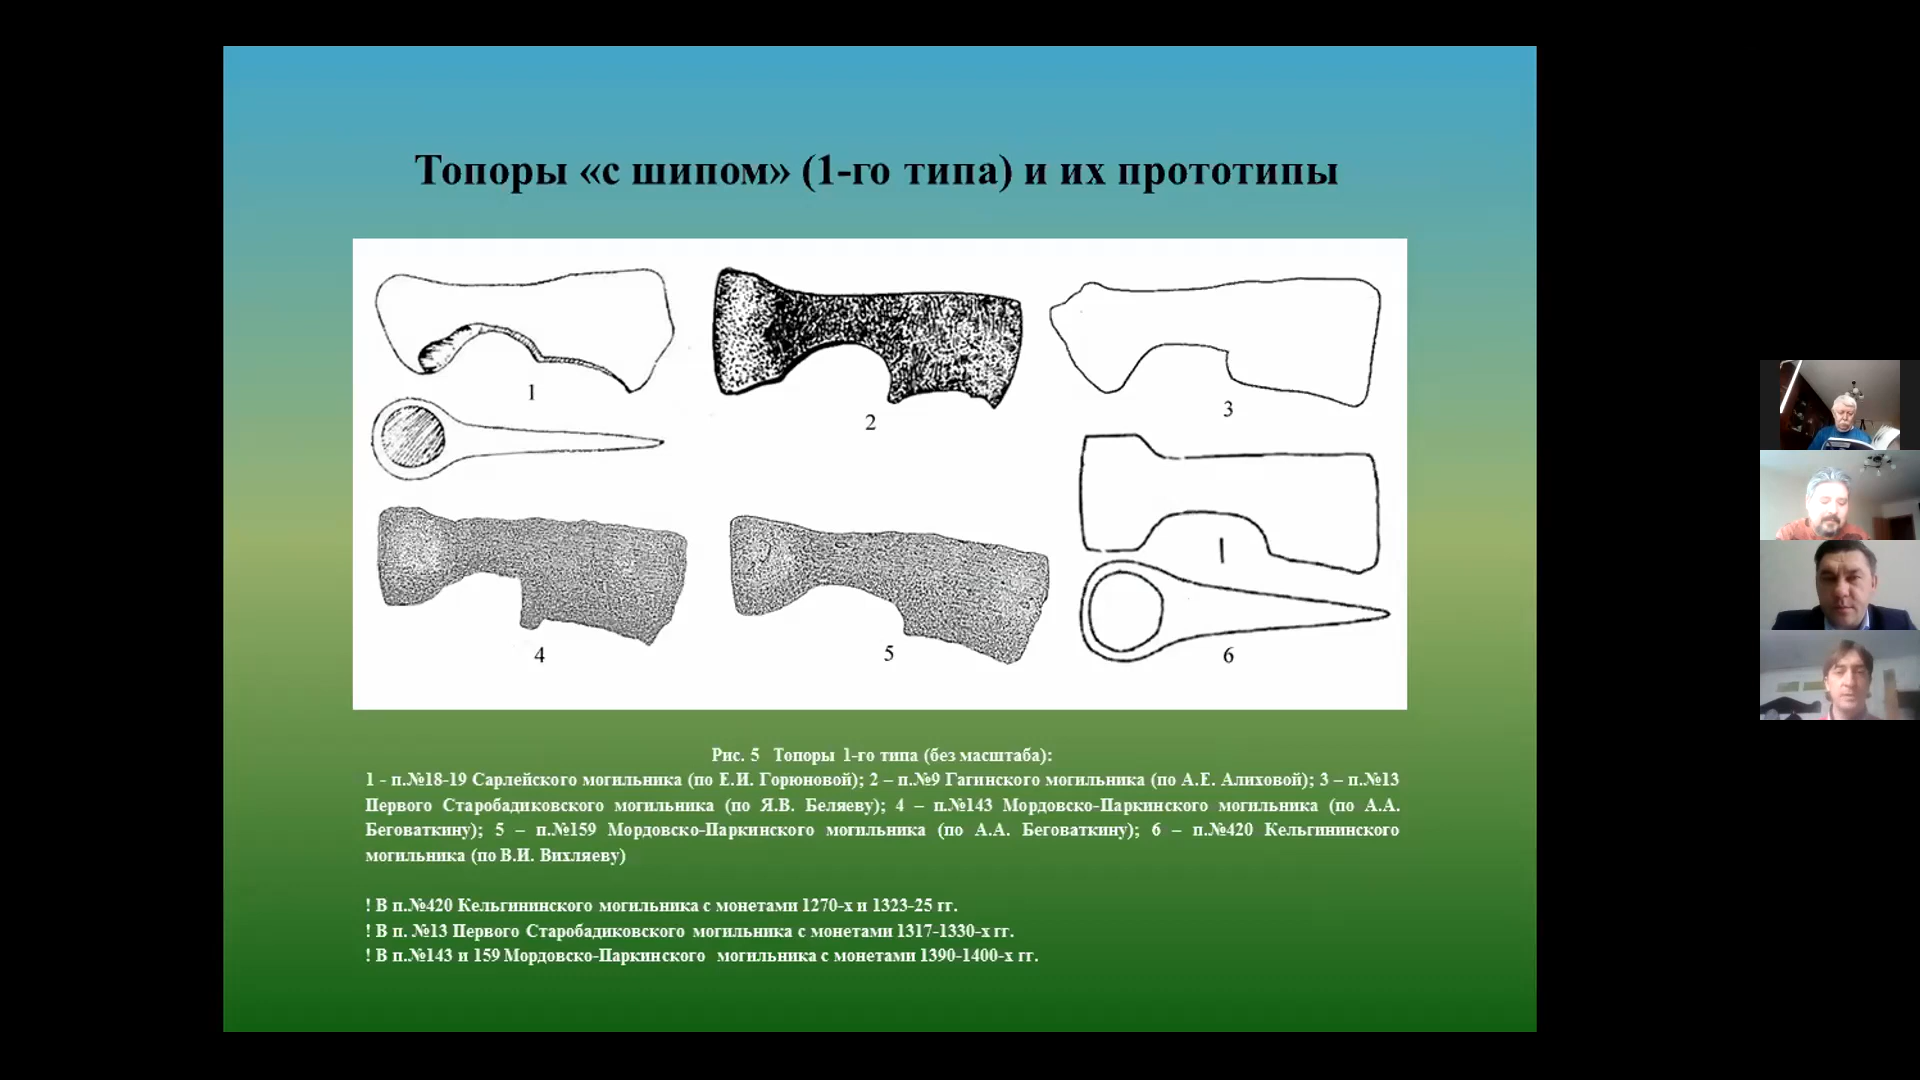 Топоры «с шипом» (1-го типа) и их прототипы
1
2
3
4
5
6
Рис. 5 Топоры 1-го типа (без масштаба):
1 - п.№18-19 Сарлейского могильника (по Е.И. Горюновой); 2 – п.№9 Гагинского могильника (по А.Е. Алиховой); 3 – п.№13
Первого Старобадиковского могильника (по Я.В. Беляеву); 4 – п.№143 Мордовско-Паркинского могильника (по А.А.
Беговаткину); 5 – п.№159 Мордовско-Паркинского могильника (по А.А. Беговаткину); 6 – п.№420 Кельгининского
могильника (по В.И. Вихляеву)
! В п.№420 Кельгининского могильника с монетами 1270-х и 1323-25 гг.
! В п. №13 Первого Старобадиковского могильника с монетами 1317-1330-х гг.
! В п.№143 и 159 Мордовско-Паркинского могильника с монетами 1390-1400-х гг.